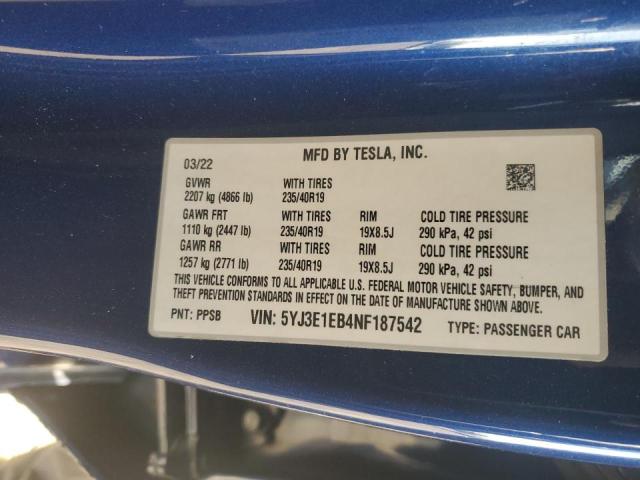 MFD BY TESLA, INC.
03/22
GVWR WITH TIRES
2207 kg (4866 lb) 235/40R19
GAWR FRT WITH TIRES RIM COLD TIRE PRESSURE
1110 kg (2447 lb) 235/40R19 19X8.5J 290 kPa, 42 psi
GAWR RR WITH TIRES RIM COLD TIRE PRESSURE
1257 kg (2771 lb) 235/40R19 19X8.5J 290 kPa, 42 psi
THIS VEHICLE CONFORMS TO ALL APPLICABLE U.S. FEDERAL MOTOR VEHICLE SAFETY, BUMPER, AND
THEFT PREVENTION STANDARDS IN EFFECT ON THE DATE OF MANUFACTURE SHOWN ABOVE.
PNT: PPSB VIN: 5YJ3E1EB4NF187542 TYPE: PASSENGER CAR